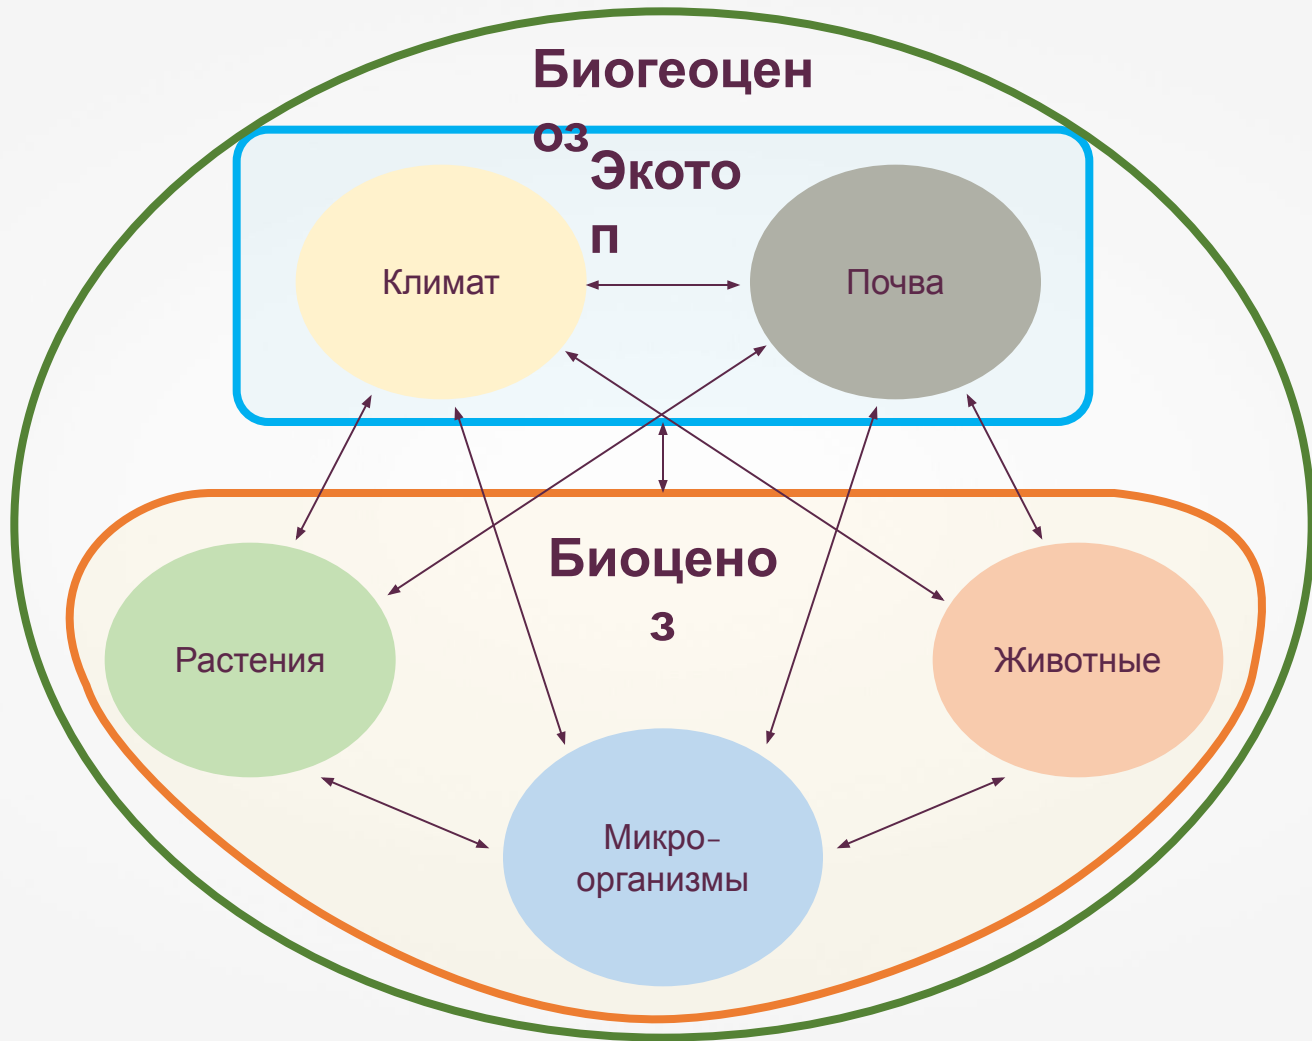 Биогеоцен
оз
Экото
п
Климат
Почва
Биоцено
з
Растения
Животные
Микро-
организмы